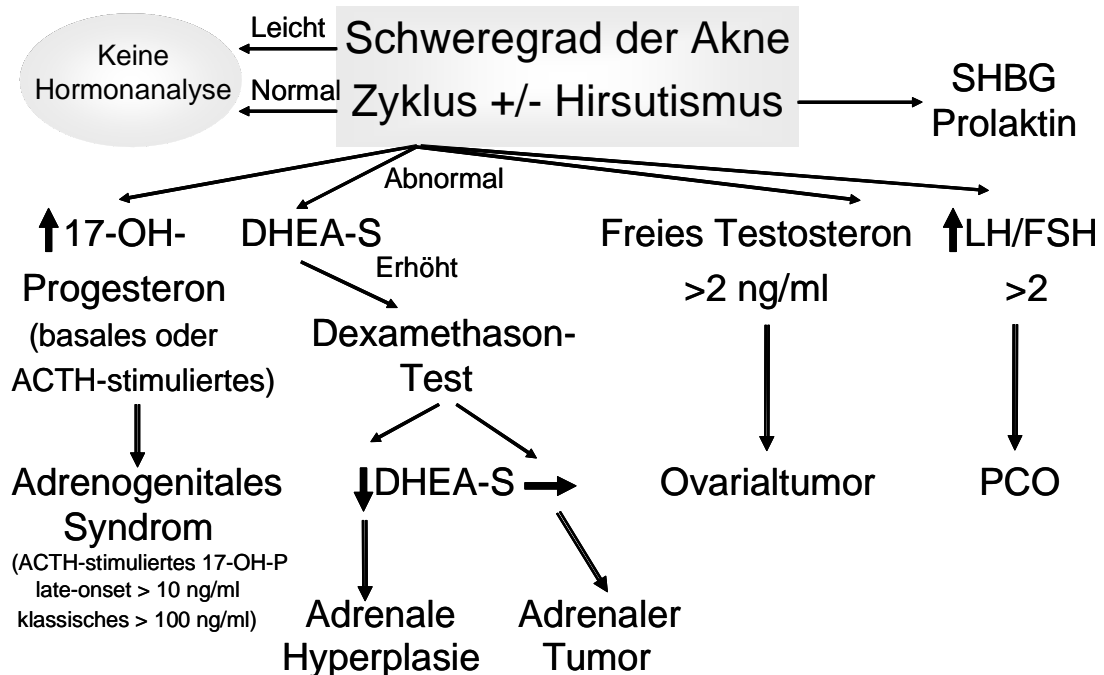 Leicht
Schweregrad der Akne
Keine
Hormonanalyse
Normal
Zyklus +/- Hirsutismus
SHBG
Prolaktin
Abnormal
17-OH-
Progesteron
(basales oder
ACTH-stimuliertes)
DHEA-S
Erhöht
Dexamethason-
Test
Freies Testosteron
>2 ng/ml
LH/FSH
>2
Adrenogenitales
Syndrom
(ACTH-stimuliertes 17-OH-P
late-onset > 10 ng/ml
klassisches > 100 ng/ml)
DHEA-S
Ovarialtumor
PCO
Adrenale
Hyperplasie
Adrenaler
Tumor